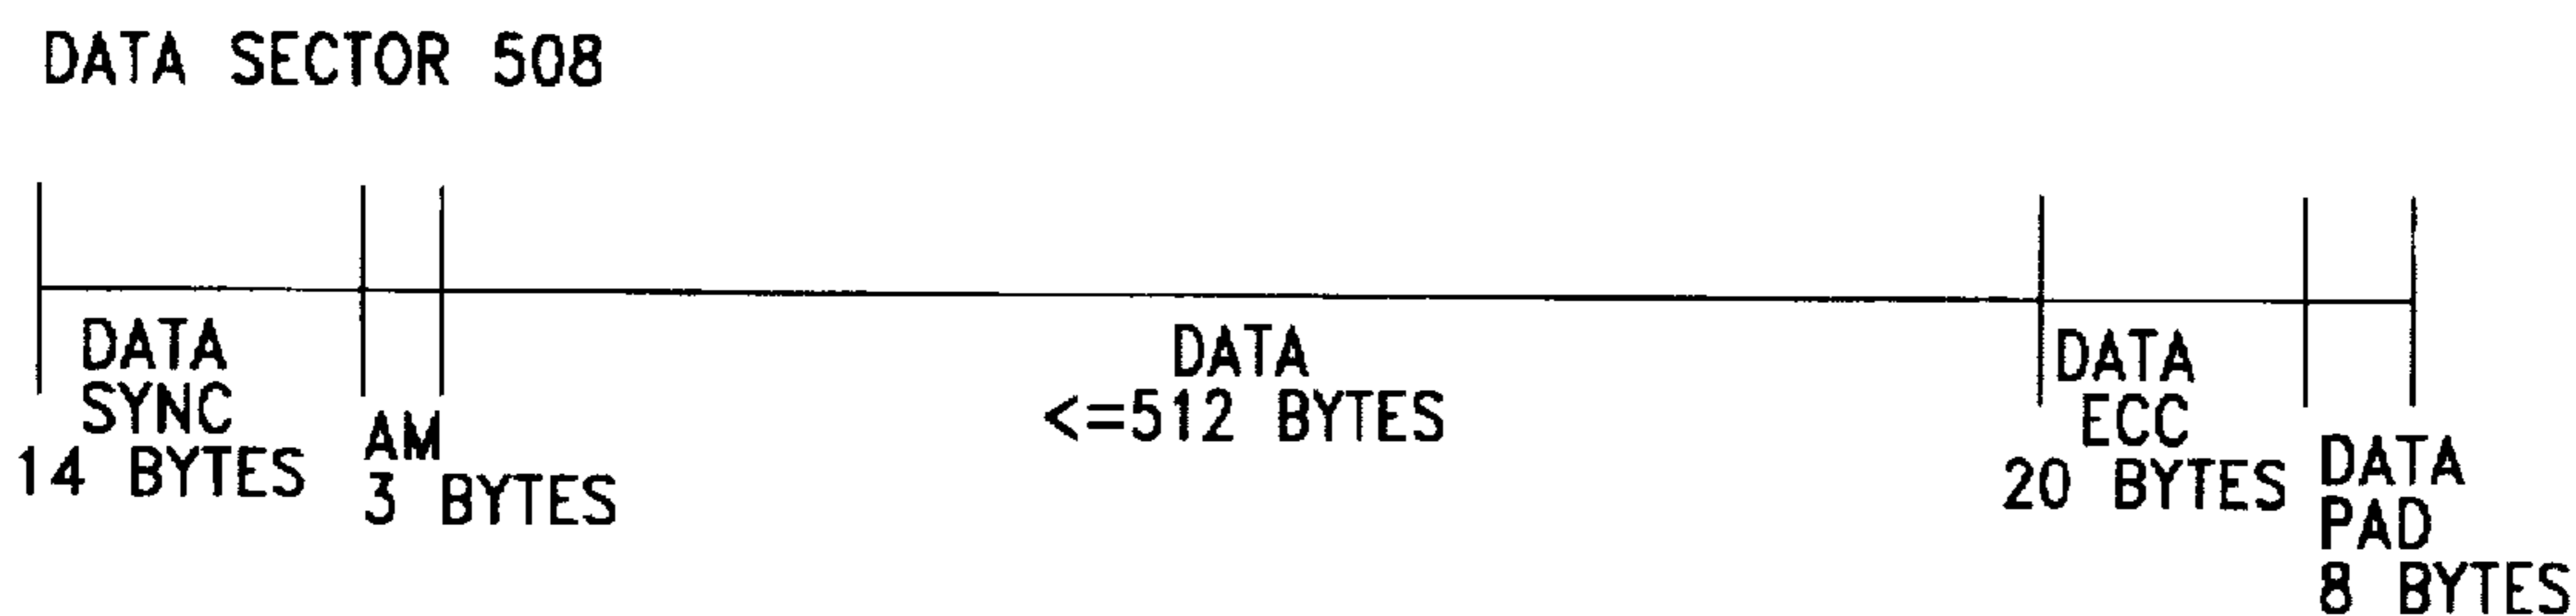 DATA SECTOR 508
DATA
SYNC
14 BYTES
AM
3 BYTES
DATA
<=512 BYTES
DATA
ECC
20 BYTES
DATA
PAD
8 BYTES